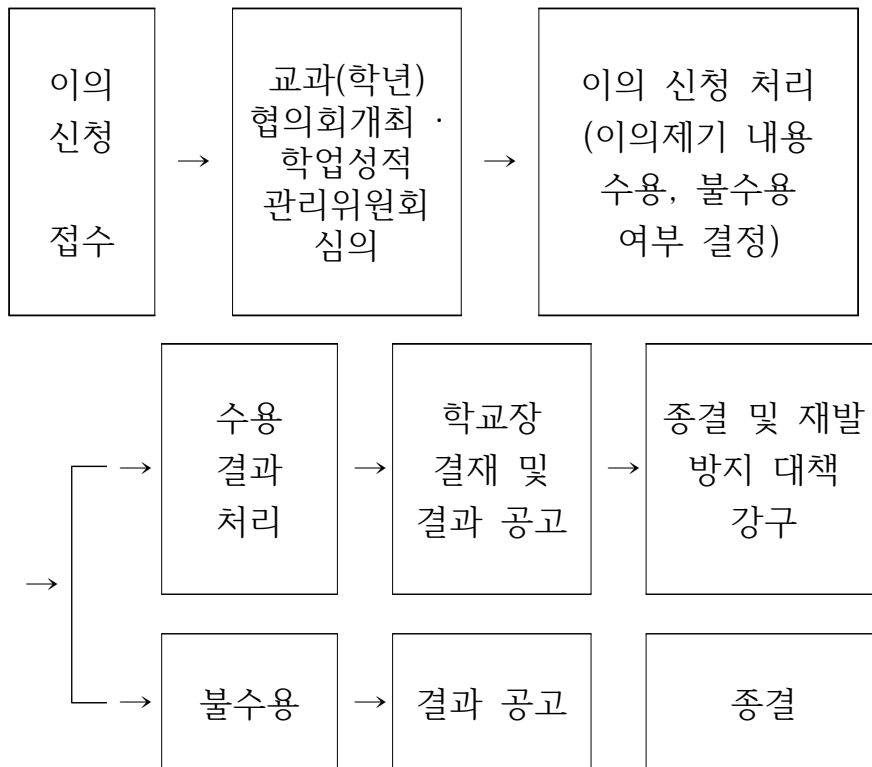 이의
신청
접수
→
교과(학년)
협의회개최 ·
학업성적
관리위원회
심의
→
이의 신청 처리
(이의제기 내용
수용, 불수용
여부 결정)
→
→
수용
결과
처리
→
학교장
결재 및
결과 공고
→
종결 및 재발
방지 대책
강구
→
불수용
→
결과 공고
종결